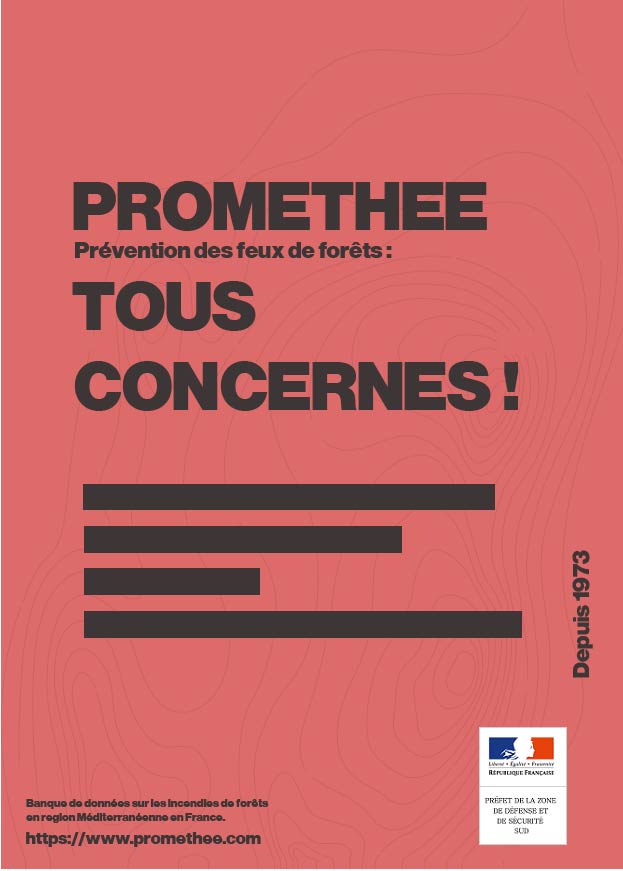 PROMETHEE
Prévention des feux de forêts :
TOUS
CONCERNES !
Depuis 1973
Liberté • Égalité • Fraternité
RÉPUBLIQUE FRANÇAISE
PRÉFET DE LA ZONE
DE DÉFENSE ET
DE SÉCURITÉ
SUD
Banque de données sur les incendies de forêts
en region Méditerranéenne en France.
https://www.promethee.com